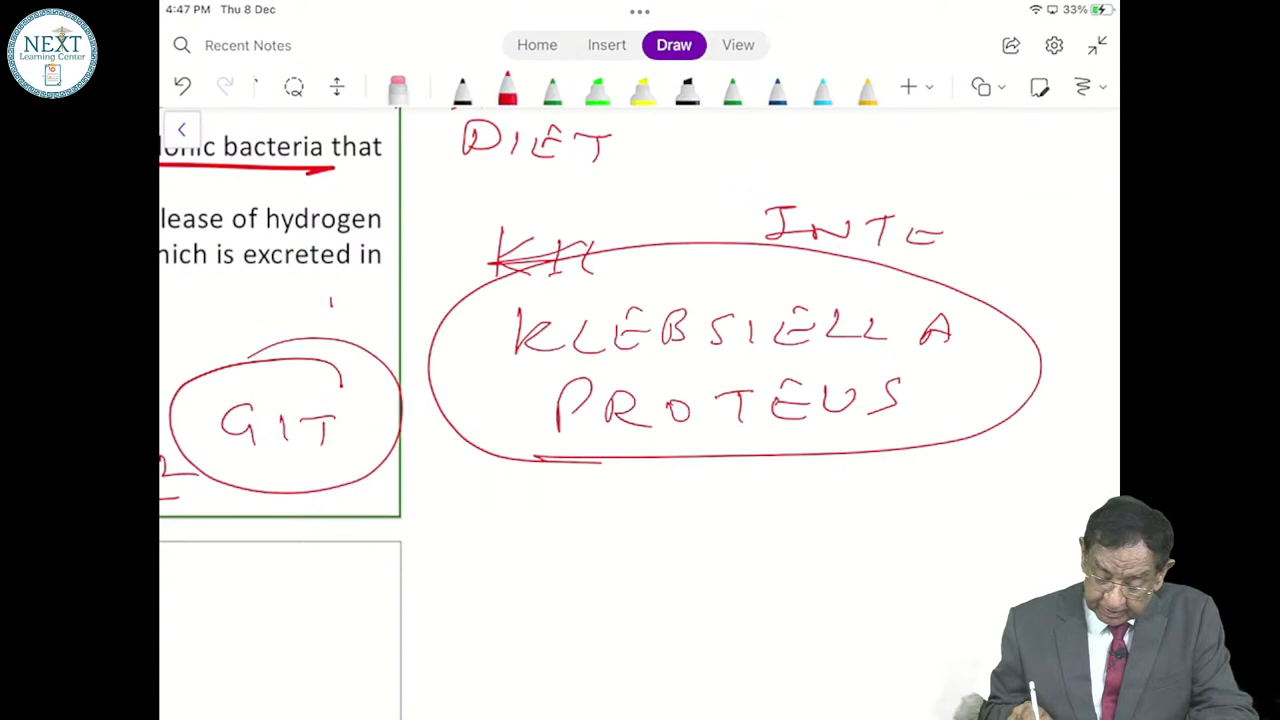 4:47 PM Thu 8 Dec
33%
NEXT
Learning Center
Recent Notes
Home Insert Draw View
onic bacteria that
lease of hydrogen
hich is excreted in
DIET
INTE
KLEBSIELLA
PROTEUS
GIT